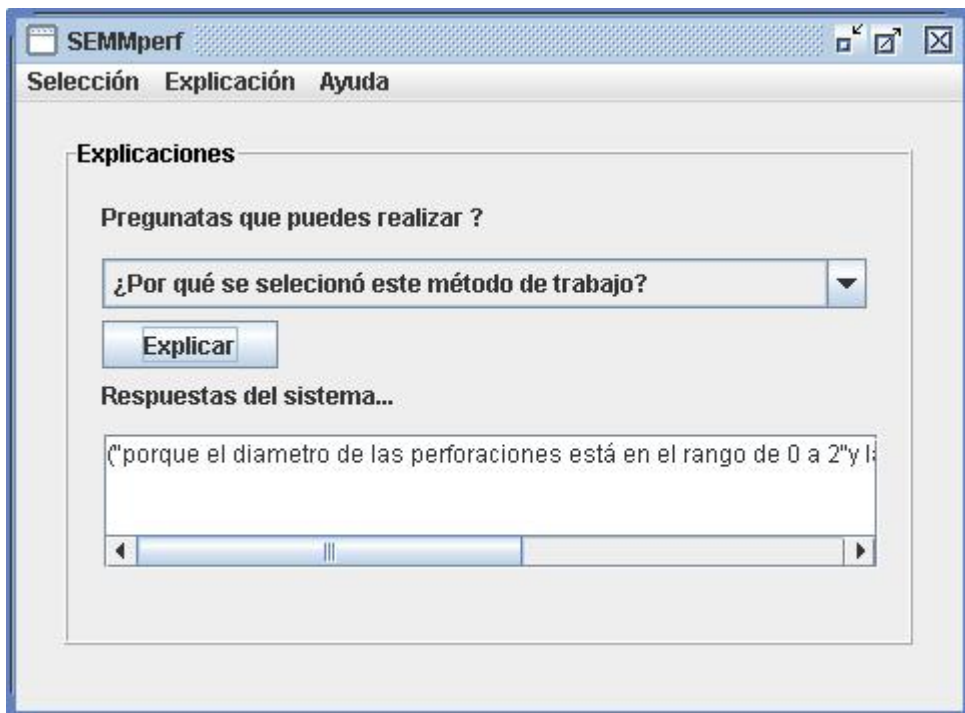 SEMMperf
Selección Explicación Ayuda
Explicaciones
Pregunatas que puedes realizar ?
¿Por qué se selecionó este método de trabajo?
Explicar
Respuestas del sistema...
("porque el diametro de las perforaciones está en el rango de 0 a 2"y